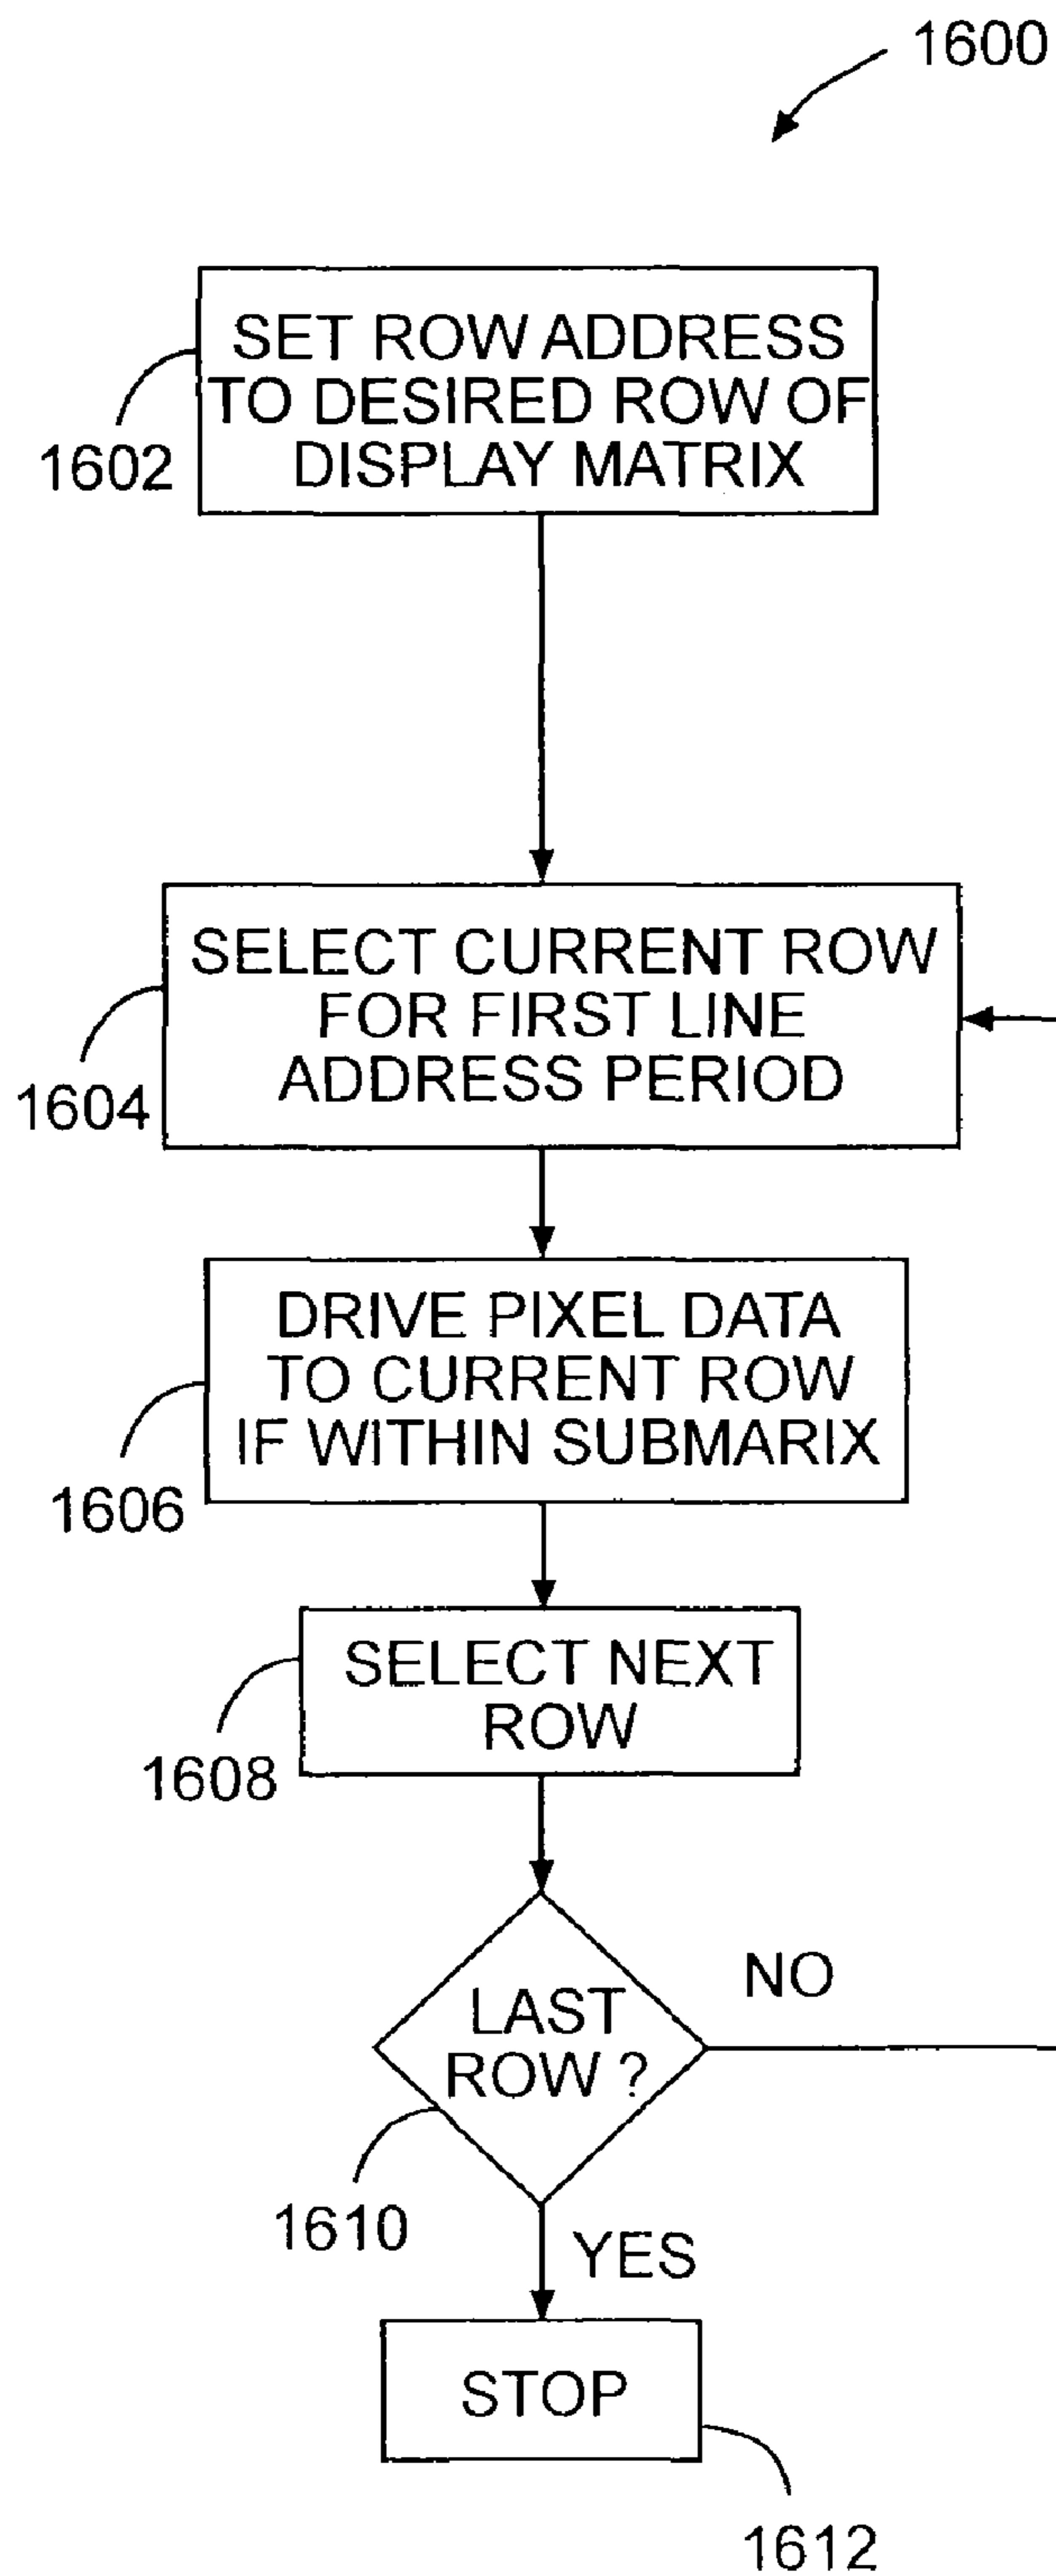 1600
SET ROW ADDRESS
TO DESIRED ROW OF
DISPLAY MATRIX
1602
SELECT CURRENT ROW
FOR FIRST LINE
ADDRESS PERIOD
1604
DRIVE PIXEL DATA
TO CURRENT ROW
IF WITHIN SUBMARIX
1606
SELECT NEXT
ROW
1608
LAST
ROW ?
NO
1610
YES
STOP
1612